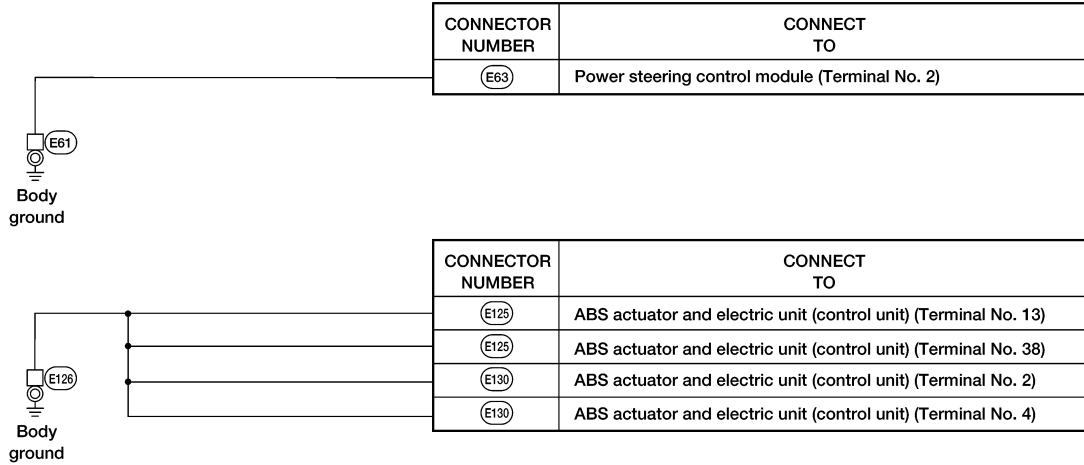 CONNECTOR NUMBER
CONNECT TO
E63
Power steering control module (Terminal No. 2)
E61
Body
ground
CONNECTOR NUMBER
CONNECT TO
E125
ABS actuator and electric unit (control unit) (Terminal No. 13)
E125
ABS actuator and electric unit (control unit) (Terminal No. 38)
E130
ABS actuator and electric unit (control unit) (Terminal No. 2)
E130
ABS actuator and electric unit (control unit) (Terminal No. 4)
E126
Body
ground